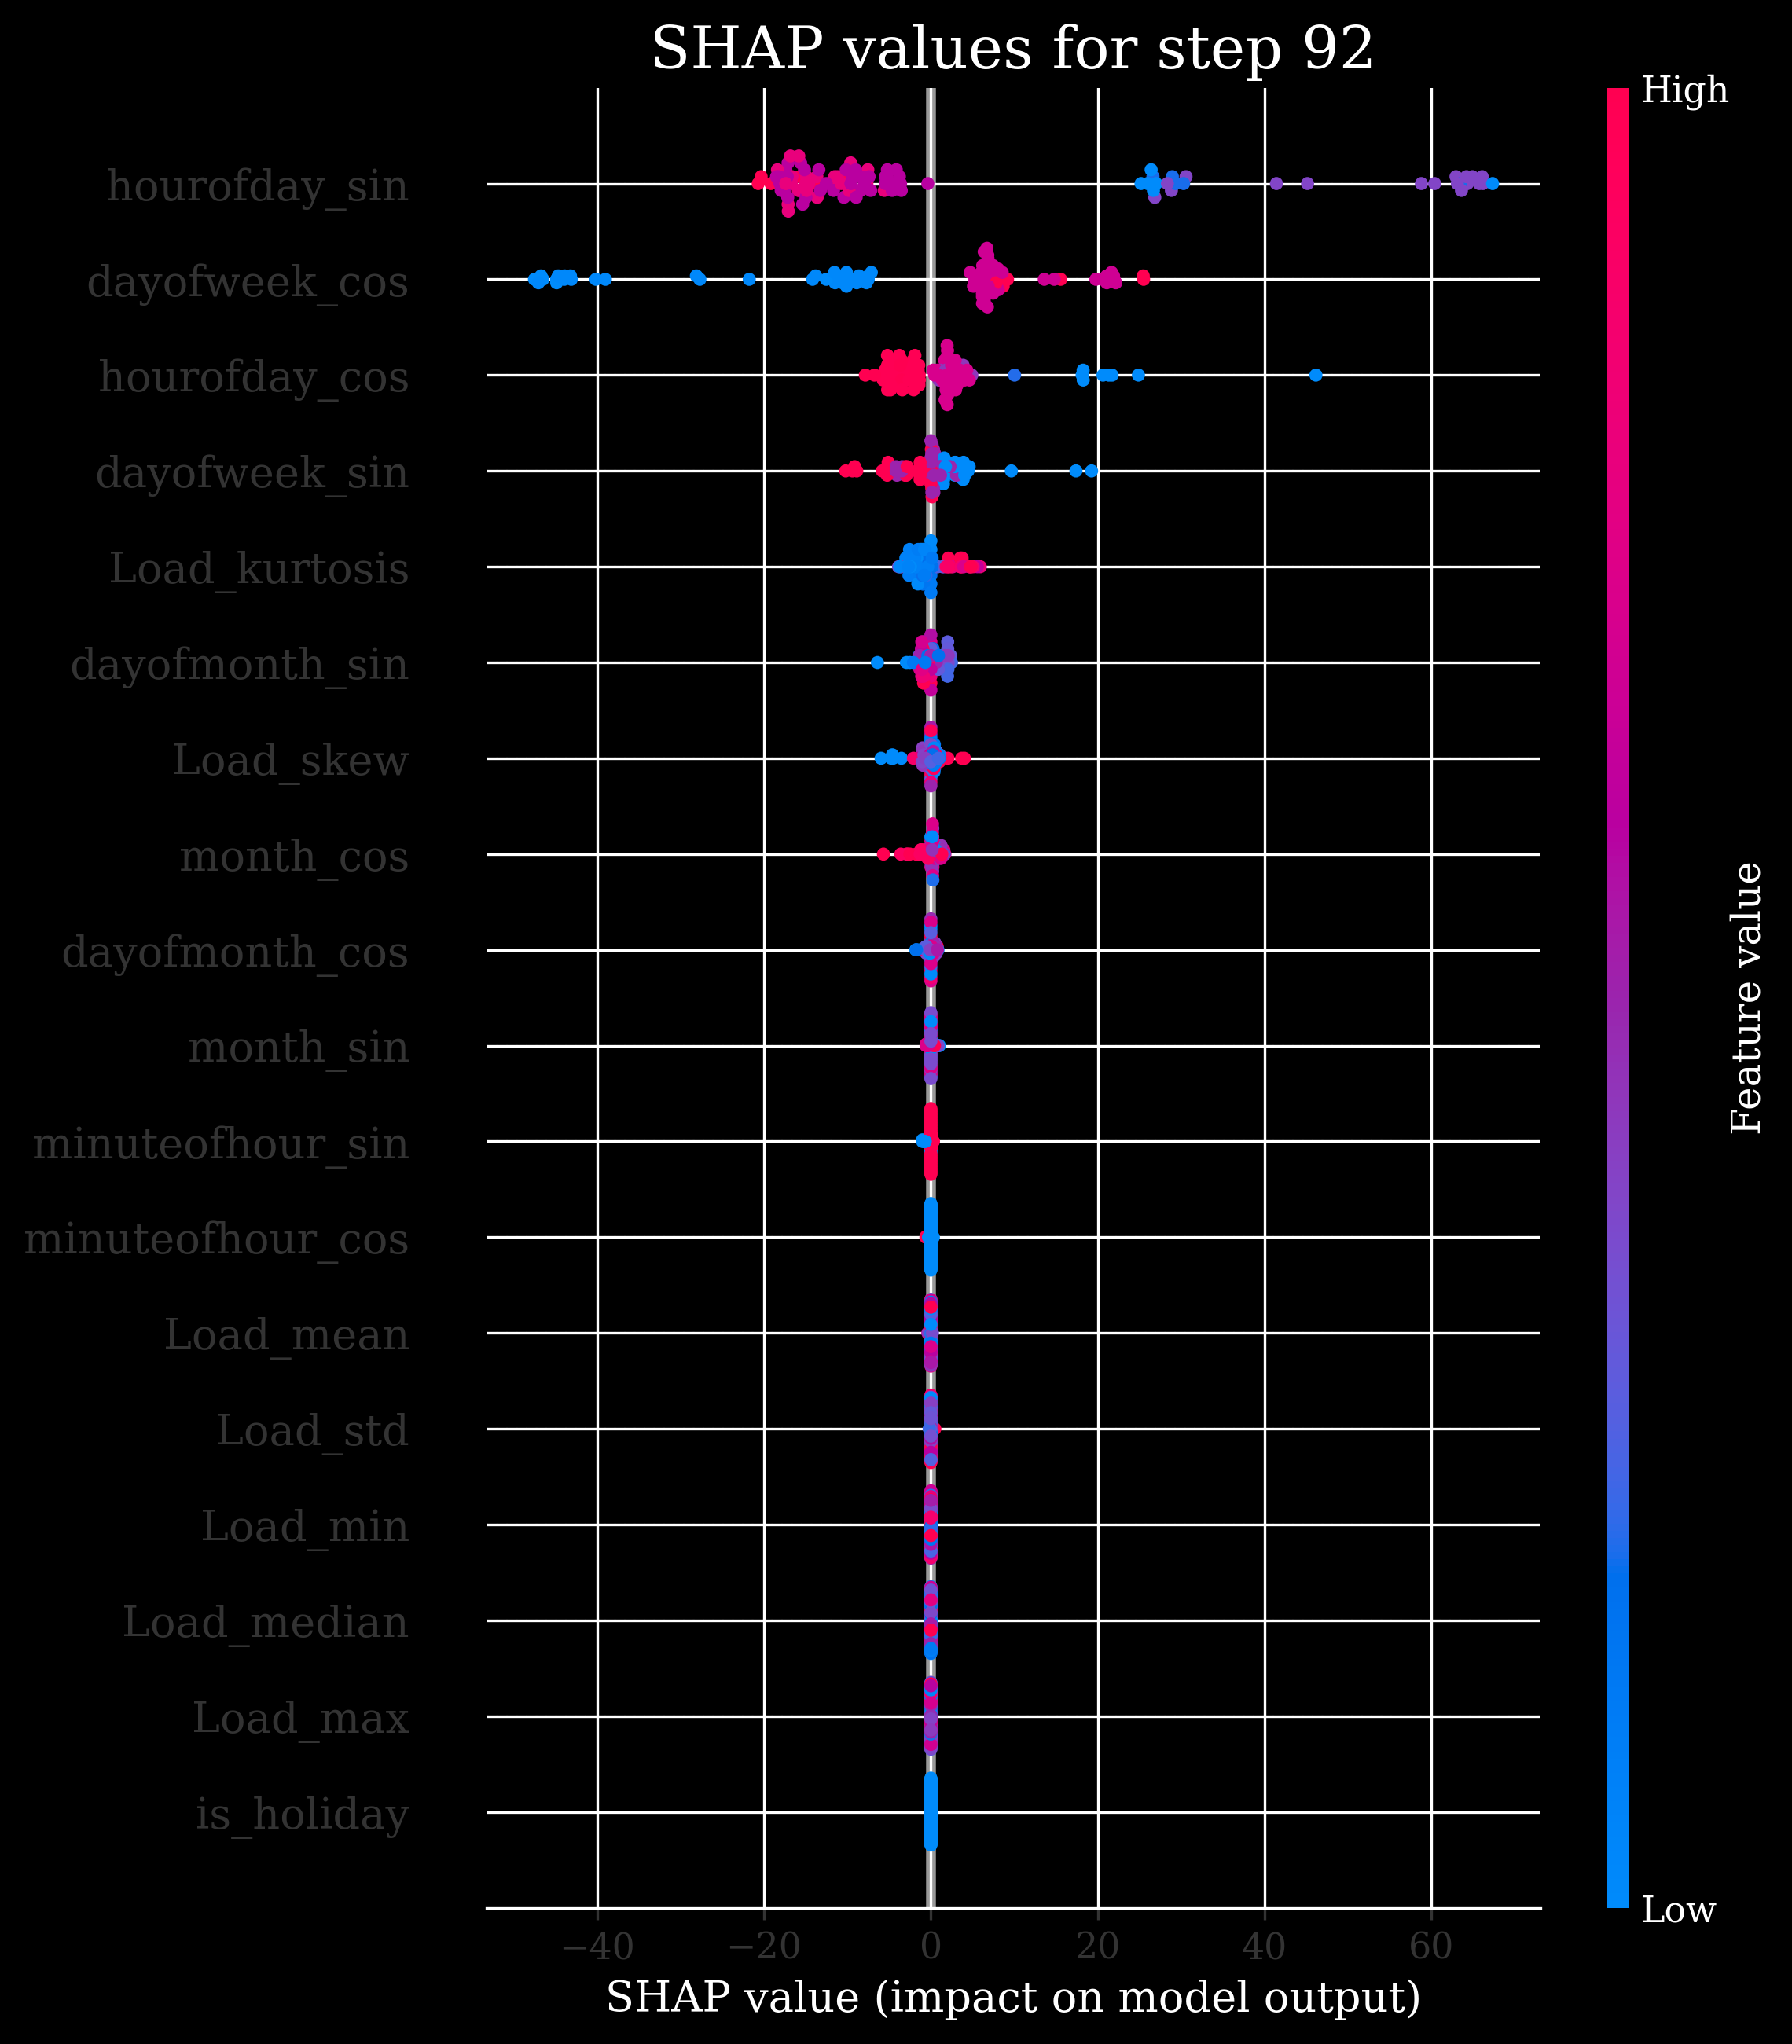 SHAP values for step 92
High
hourofday_sin
dayofweek_cos
hourofday_cos
dayofweek_sin
Load_kurtosis
dayofmonth_sin
Load_skew
month_cos
dayofmonth_cos
month_sin
minuteofhour_sin
minuteofhour_cos
Load_mean
Load_std
Load_min
Load_median
Load_max
is_holiday
Feature value
Low
−40 −20 0 20 40 60
SHAP value (impact on model output)